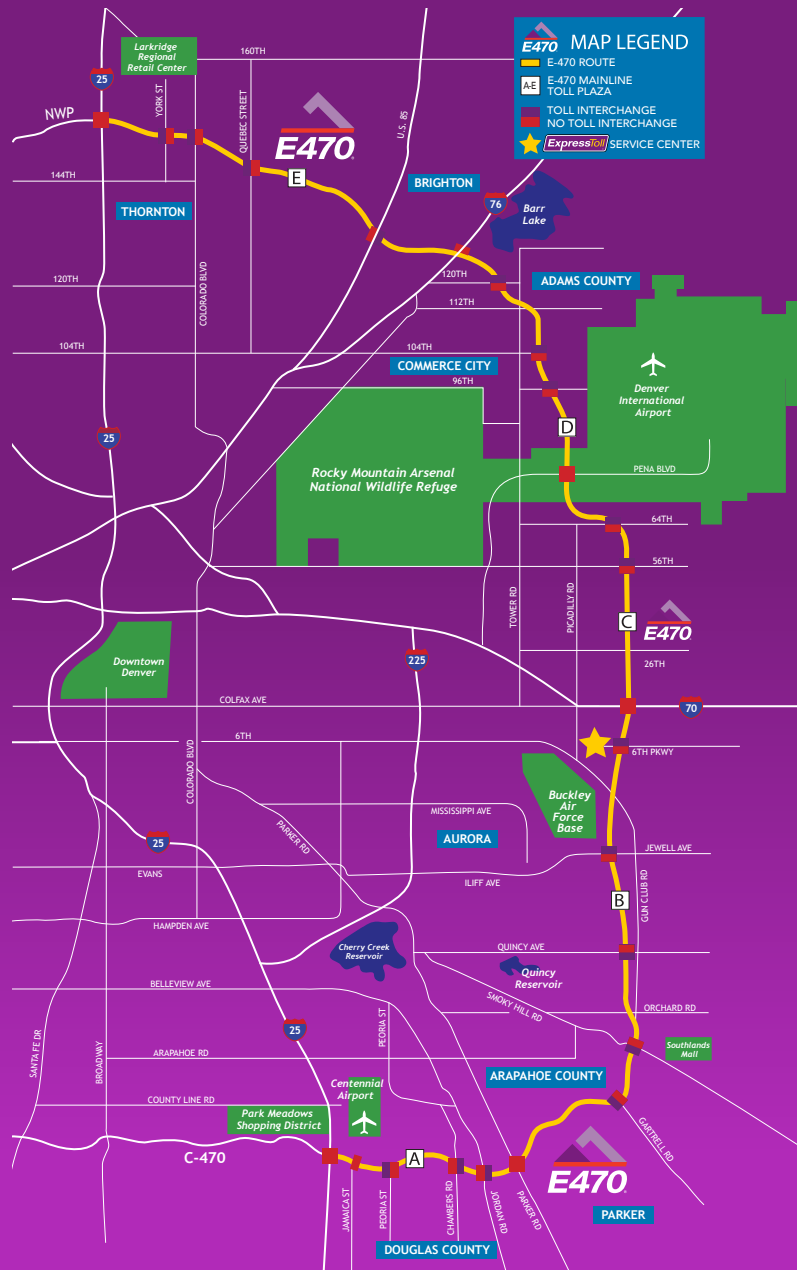 E470 MAP LEGEND
E-470 ROUTE
A-E
E-470 MAINLINE
TOLL PLAZA
TOLL INTERCHANGE
NO TOLL INTERCHANGE
ExpressToll SERVICE CENTER
Larkridge
Regional
Retail Center
160TH
25
NWP
YORK ST
QUEBEC STREET
E470
U.S. 85
E
144TH
THORNTON
BRIGHTON
76
Barr
Lake
120TH
COLORADO BLVD
120TH
ADAMS COUNTY
112TH
104TH
104TH
COMMERCE CITY
96TH
Denver
International
Airport
D
25
Rocky Mountain Arsenal
National Wildlife Refuge
PENA BLVD
64TH
56TH
TOWER RD
PICADILLY RD
C
E470
26TH
Downtown
Denver
225
COLFAX AVE
70
6TH
6TH PKWY
COLORADO BLVD
Buckley
Air
Force
Base
MISSISSIPPI AVE
PARKER RD
AURORA
25
JEWELL AVE
EVANS
ILIFF AVE
GUN CLUB RD
B
HAMPDEN AVE
Cherry Creek
Reservoir
QUINCY AVE
Quincy
Reservoir
BELLEVIEW AVE
SMOKY HILL RD
ORCHARD RD
25
PEORIA ST
SANTA FE DR
BROADWAY
ARAPAHOE RD
Southlands
Mall
ARAPAHOE COUNTY
Centennial
Airport
COUNTY LINE RD
Park Meadows
Shopping District
GARTRELL RD
C-470
A
E470
JAMAICA ST
PEORIA ST
CHAMBERS RD
JORDAN RD
PARKER RD
PARKER
DOUGLAS COUNTY